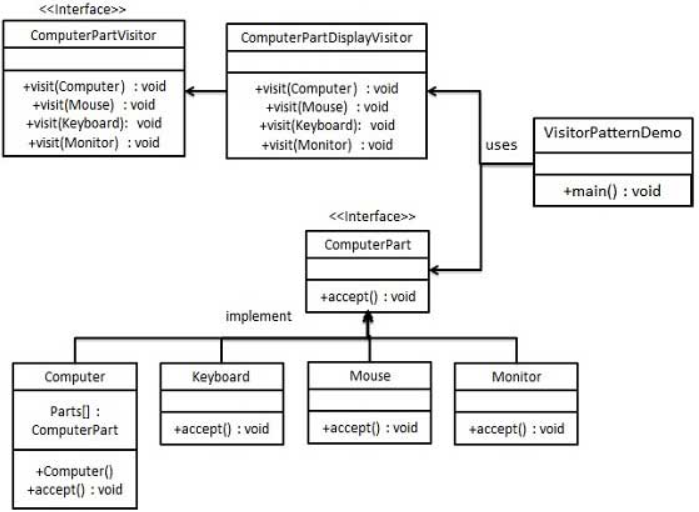 <<Interface>>
ComputerPartVisitor
+visit(Computer) : void
+visit(Mouse) : void
+visit(Keyboard): void
+visit(Monitor) : void
ComputerPartDisplayVisitor
+visit(Computer) : void
+visit(Mouse) : void
+visit(Keyboard): void
+visit(Monitor) : void
uses
VisitorPatternDemo
+main() : void
<<Interface>>
ComputerPart
+accept() : void
implement
Computer
Parts[] :
ComputerPart
+Computer()
+accept() : void
Keyboard
+accept() : void
Mouse
+accept() : void
Monitor
+accept() : void